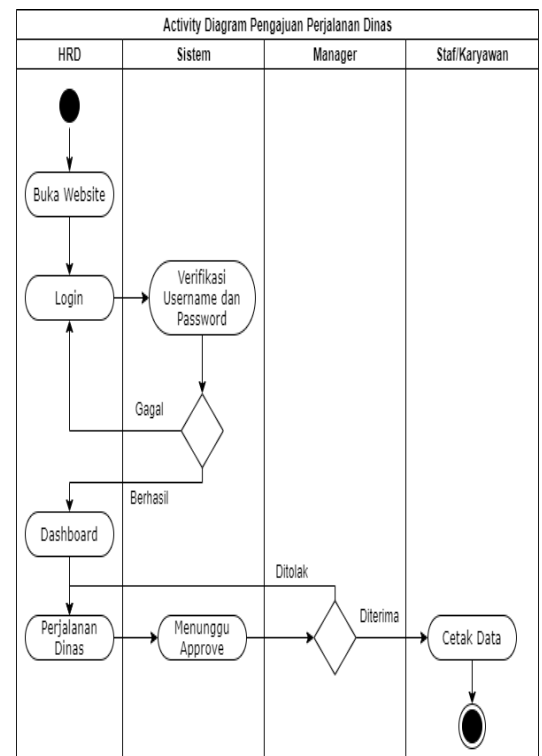 Activity Diagram Pengajuan Perjalanan Dinas
HRD
Sistem
Manager
Staf/Karyawan
Buka Website
Login
Verifikasi
Username dan
Password
Gagal
Berhasil
Dashboard
Ditolak
Perjalanan
Dinas
Menunggu
Approve
Diterima
Cetak Data